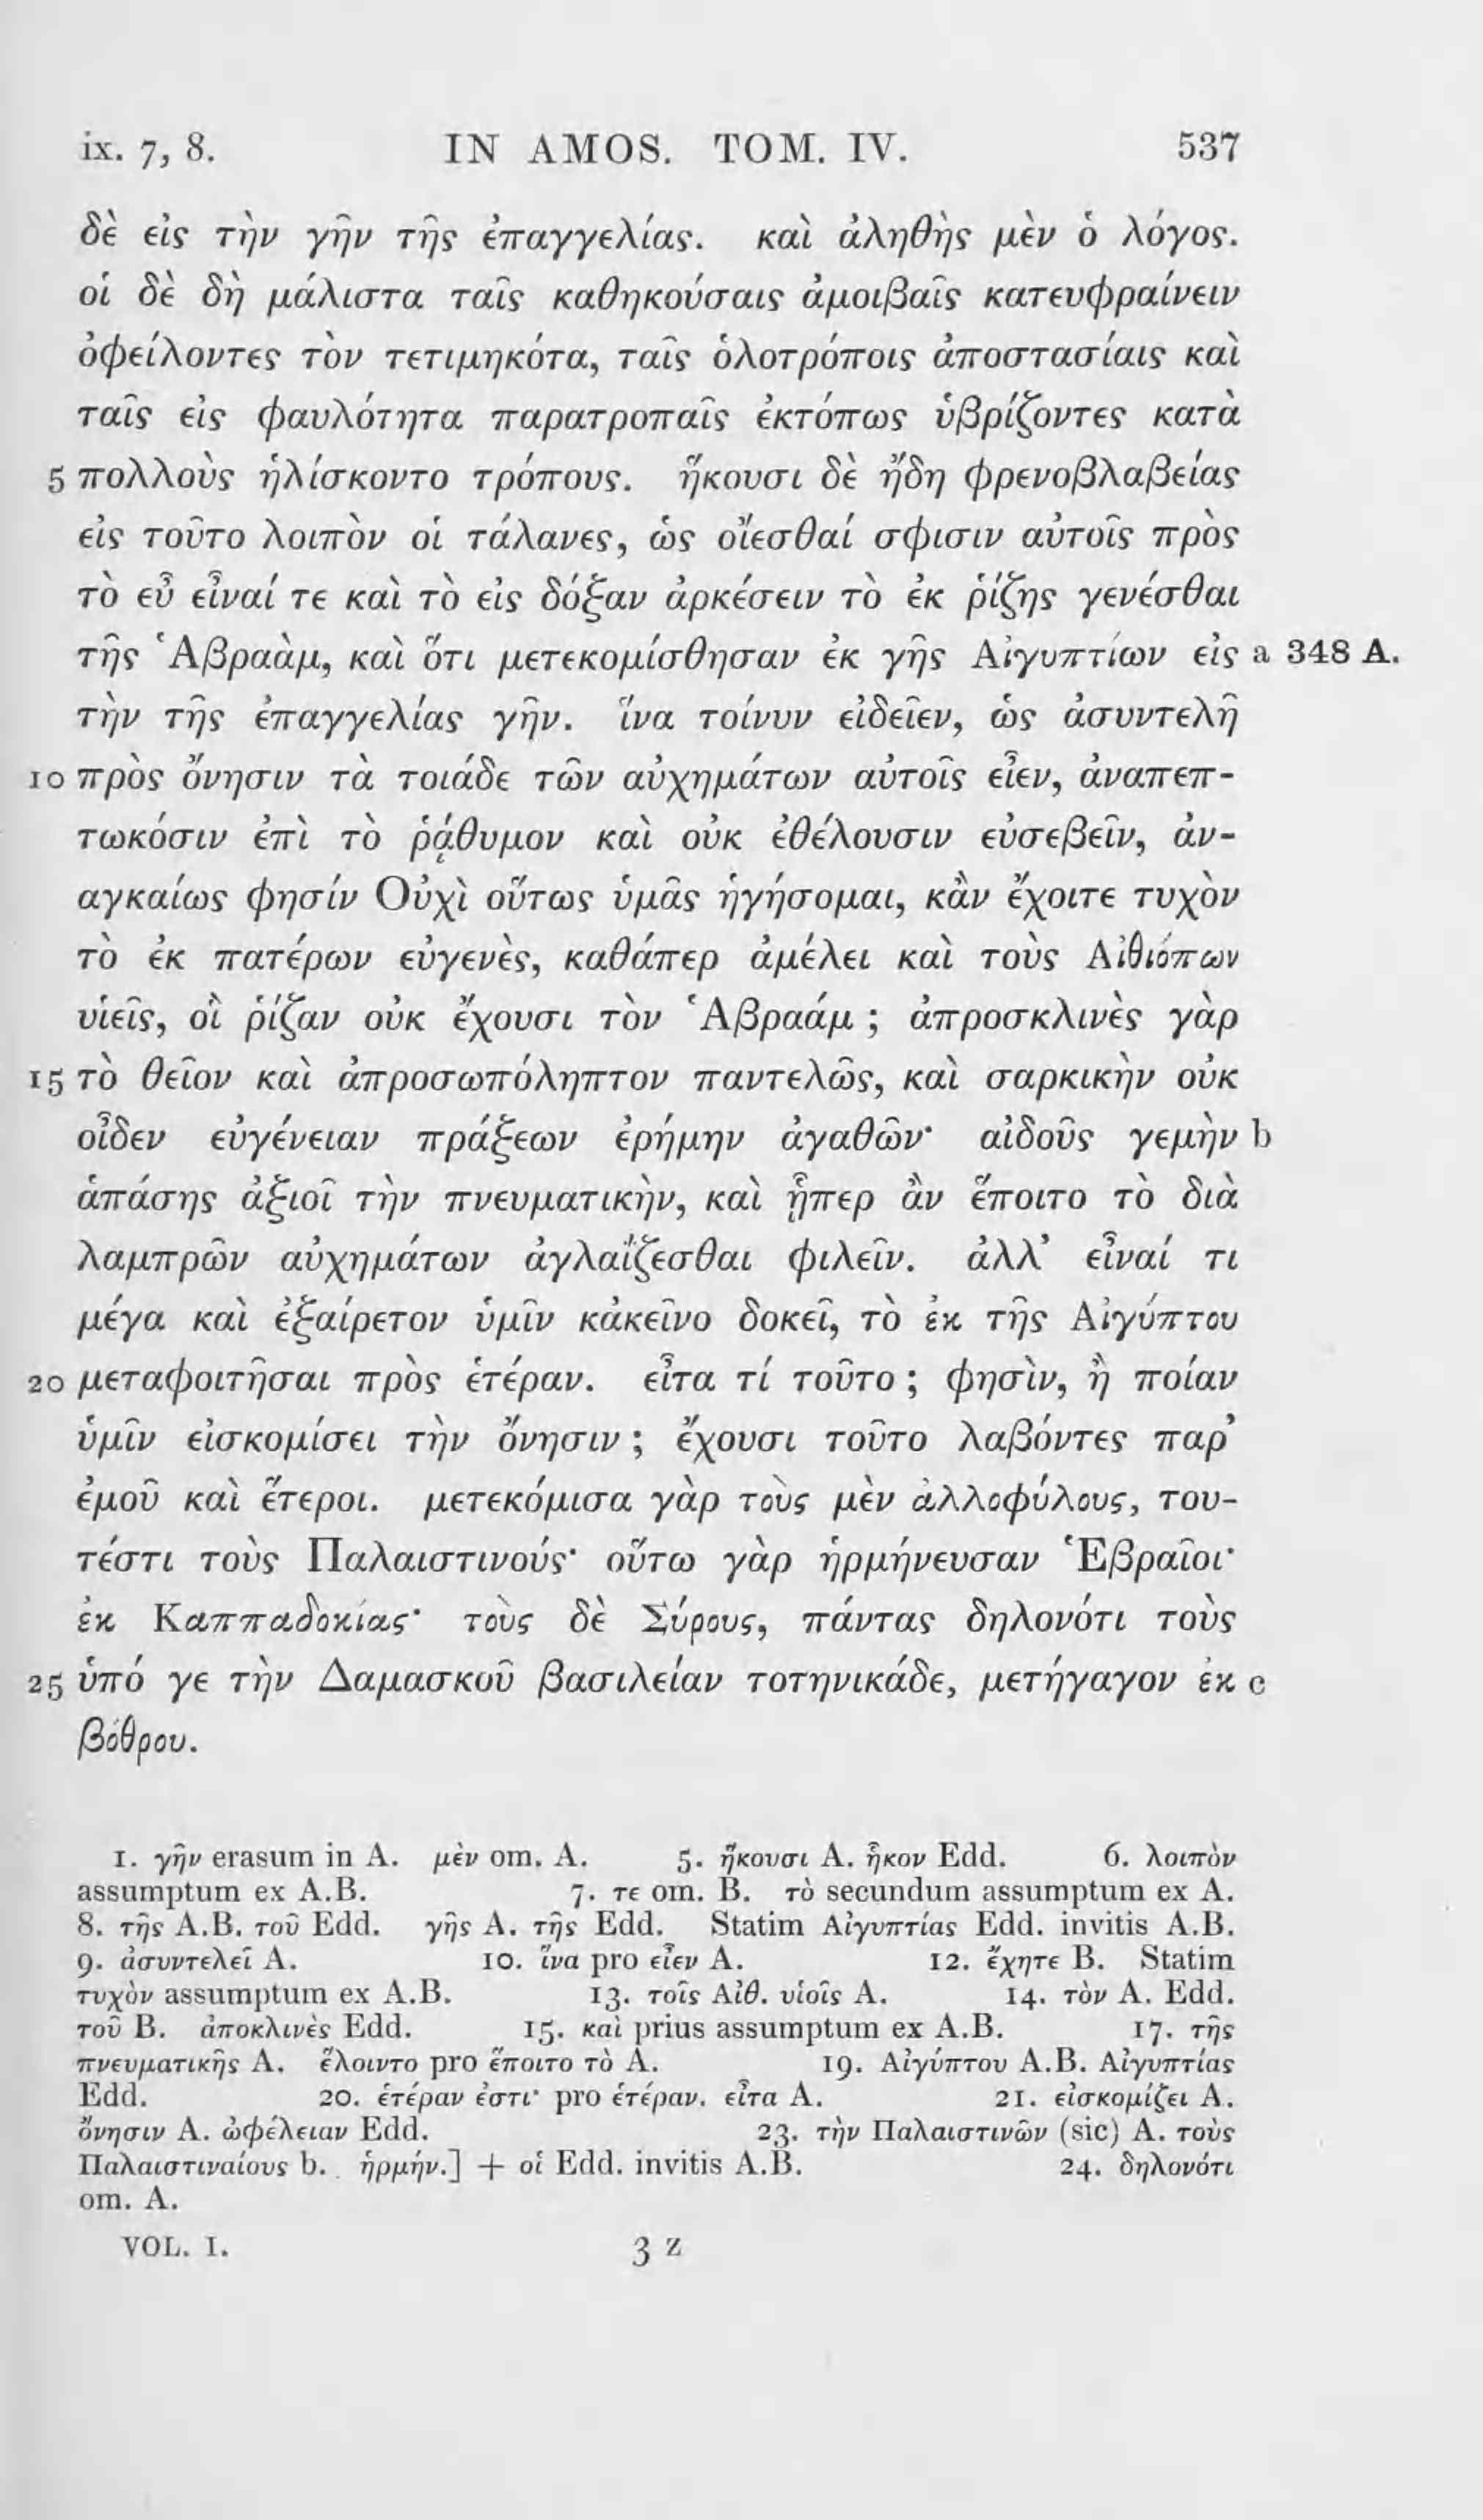 ix. 7, 8. IN AMOS. TOM. IV. 537
δὲ εἰς τὴν γῆν τῆς ἐπαγγελίας. καὶ ἀληθὴς μὲν ὁ λόγος.
οἱ δὲ δὴ μάλιστα ταῖς καθηκούσαις ἀμοιβαῖς κατευφραίνειν
ὀφείλοντες τὸν τετιμηκότα, ταῖς ὁλοτρόποις ἀποστασίαις καὶ
ταῖς εἰς φαυλότητα παρατροπαῖς ἐκτόπως ὑβρίζοντες κατὰ
5 πολλοὺς ἡλίσκοντο τρόπους. ἥκουσι δὲ ἤδη φρενοβλαβείας
εἰς τοῦτο λοιπὸν οἱ τάλανες, ὡς οἴεσθαί σφισιν αὐτοῖς πρὸς
τὸ εὖ εἶναί τε καὶ τὸ εἰς δόξαν ἀρκέσειν τὸ ἐκ ῥίζης γενέσθαι
τῆς Ἁβραὰμ, καὶ ὅτι μετεκομίσθησαν ἐκ γῆς Αἰγυπτίων εἰς a 348 A.
τὴν τῆς ἐπαγγελίας γῆν. ἵνα τοίνυν εἰδεῖεν, ὡς ἀσυντελῆ
10 πρὸς ὄνησιν τὰ τοιάδε τῶν αὐχημάτων αὐτοῖς εἶεν, ἀναπεπ-
τωκόσιν ἐπὶ τὸ ῥᾴθυμον καὶ οὐκ ἐθέλουσιν εὐσεβεῖν, ἀν-
αγκαίως φησίν Οὐχὶ οὕτως ὑμᾶς ἡγήσομαι, κἂν ἔχοιτε τυχὸν
τὸ ἐκ πατέρων εὐγενὲς, καθάπερ ἀμέλει καὶ τοὺς Αἰθιόπων
υἱεῖς, οἳ ῥίζαν οὐκ ἔχουσι τὸν Ἁβραάμ ; ἀπροσκλινὲς γὰρ
15 τὸ θεῖον καὶ ἀπροσωπόληπτον παντελῶς, καὶ σαρκικὴν οὐκ
οἶδεν εὐγένειαν πράξεων ἐρήμην ἀγαθῶν· αἰδοῦς γεμὴν b
ἁπάσης ἀξιοῖ τὴν πνευματικὴν, καὶ ᾗπερ ἂν ἕποιτο τὸ διὰ
λαμπρῶν αὐχημάτων ἀγλαΐζεσθαι φιλεῖν. ἀλλ’ εἶναί τι
μέγα καὶ ἐξαίρετον ὑμῖν κἀκεῖνο δοκεῖ, τὸ ἐκ τῆς Αἰγύπτου
20 μεταφοιτῆσαι πρὸς ἑτέραν. εἶτα τί τοῦτο ; φησὶν, ἢ ποίαν
ὑμῖν εἰσκομίσει τὴν ὄνησιν ; ἔχουσι τοῦτο λαβόντες παρ’
ἐμοῦ καὶ ἕτεροι. μετεκόμισα γὰρ τοὺς μὲν ἀλλοφύλους, του-
τέστι τοὺς Παλαιστινούς· οὕτω γὰρ ἡρμήνευσαν Ἑβραῖοι·
ἐκ Καππαδοκίας· τοὺς δὲ Σύρους, πάντας δηλονότι τοὺς
25 ὑπό γε τὴν Δαμασκοῦ βασιλείαν τοτηνικάδε, μετήγαγον ἐκ c
βόθρου.
1. γῆν erasum in A. μὲν om. A. 5. ἥκουσι A. ἧκον Edd. 6. λοιπὸν
assumptum ex A.B. 7. τε om. B. τὸ secundum assumptum ex A.
8. τῆς A.B. τοῦ Edd. γῆς A. τῆς Edd. Statim Αἰγυπτίας Edd. invitis A.B.
9. ἀσυντελεῖ A. 10. ἵνα pro εἶεν A. 12. ἔχητε B. Statim
τυχὸν assumptum ex A.B. 13. τοῖς Αἰθ. υἱοῖς A. 14. τὸν A. Edd.
τοῦ B. ἀποκλινὲς Edd. 15. καὶ prius assumptum ex A.B. 17. τῆς
πνευματικῆς A. ἕλοιντο pro ἕποιτο τὸ A. 19. Αἰγύπτου A.B. Αἰγυπτίας
Edd. 20. ἑτέραν ἐστι· pro ἑτέραν. εἶτα A. 21. εἰσκομίζει A.
ὄνησιν A. ὠφέλειαν Edd. 23. τὴν Παλαιστινῶν (sic) A. τοὺς
Παλαιστιναίους b. ἡρμήν.] + οἱ Edd. invitis A.B. 24. δηλονότι
om. A.
VOL. I. 3 Z